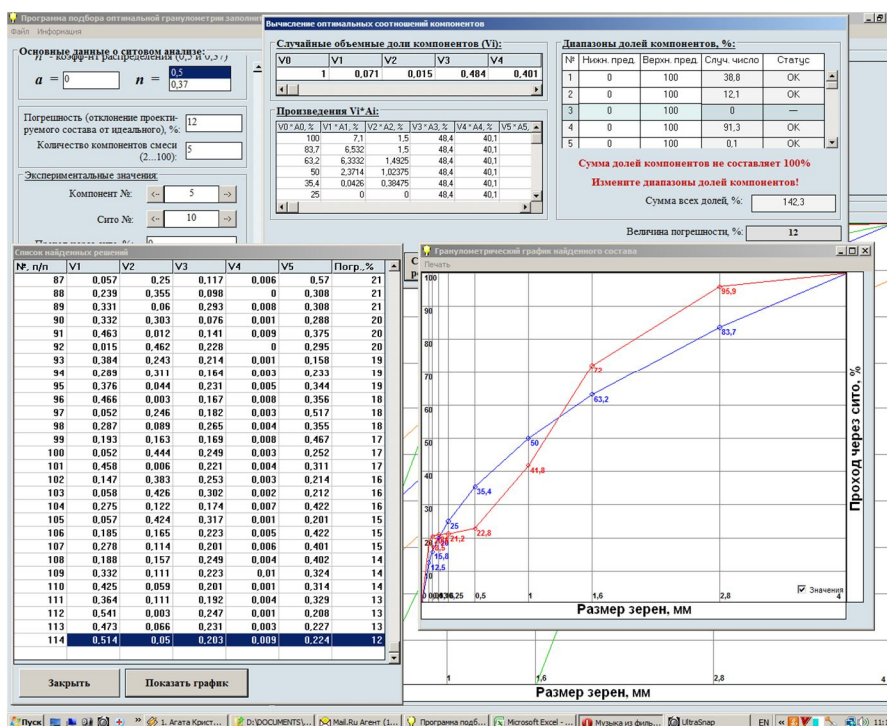 Программа подбора оптимальной гранулометрии заполнит
Файл Информация
Основные данные о ситовом анализе:
n - коэфф-нт распределения (0,5 и 0,37)
a = 0 n = 0,5
0,37
Погрешность (отклонение проекти-
руемого состава от идеального), %: 12
Количество компонентов смеси
(2...100): 5
Экспериментальные значения:
Компонент №: <- 5 ->
Сито №: <- 10 ->
Вычисление оптимальных соотношений компонентов
Случайные объемные доли компонентов (Vi):
V0 V1 V2 V3 V4
1 0,071 0,015 0,484 0,401
Произведения Vi*Ai:
V0*A0, % V1*A1, % V2*A2, % V3*A3, % V4*A4, % V5*A5,
100 7,1 1,5 48,4 40,1
83,7 6,532 1,5 48,4 40,1
63,2 6,3332 1,4925 48,4 40,1
50 2,3714 1,02375 48,4 40,1
35,4 0,0426 0,38475 48,4 40,1
25 0 0 48,4 40,1
Диапазоны долей компонентов, %:
№ Нижн. пред. Верхн. пред. Случ. число Статус
1 0 100 38,8 OK
2 0 100 12,1 OK
3 0 100 0 —
4 0 100 91,3 OK
5 0 100 0,1 OK
Сумма долей компонентов не составляет 100%
Измените диапазоны долей компонентов!
Сумма всех долей, %: 142,3
Величина погрешности, %: 12
Список найденных решений
№, п/п V1 V2 V3 V4 V5 Погр.,%
87 0,057 0,25 0,117 0,006 0,57 21
88 0,239 0,355 0,098 0 0,308 21
89 0,331 0,06 0,293 0,008 0,308 21
90 0,332 0,303 0,076 0,001 0,288 20
91 0,463 0,012 0,141 0,009 0,375 20
92 0,015 0,462 0,228 0 0,295 20
93 0,384 0,243 0,214 0,001 0,158 19
94 0,289 0,311 0,164 0,003 0,233 19
95 0,376 0,044 0,231 0,005 0,344 19
96 0,466 0,003 0,167 0,008 0,356 18
97 0,052 0,246 0,182 0,003 0,517 18
98 0,287 0,089 0,265 0,004 0,355 18
99 0,193 0,163 0,169 0,008 0,467 17
100 0,052 0,444 0,249 0,003 0,252 17
101 0,458 0,006 0,221 0,004 0,311 17
102 0,147 0,383 0,253 0,003 0,214 16
103 0,058 0,426 0,302 0,002 0,212 16
104 0,275 0,122 0,174 0,007 0,422 16
105 0,057 0,424 0,317 0,001 0,201 15
106 0,185 0,165 0,223 0,005 0,422 15
107 0,278 0,114 0,201 0,006 0,401 15
108 0,188 0,157 0,249 0,004 0,402 14
109 0,332 0,111 0,223 0,01 0,324 14
110 0,425 0,059 0,201 0,001 0,314 14
111 0,364 0,111 0,192 0,004 0,329 13
112 0,541 0,003 0,247 0,001 0,208 13
113 0,473 0,066 0,231 0,003 0,227 13
114 0,514 0,05 0,203 0,009 0,224 12
Закрыть Показать график
Гранулометрический график найденного состава
Печать
100
90
80
70
60
50
40
30
20
10
95,9
83,7
72
63,2
50
41,8
35,4
25
22,8
21,2
15,8
12,5
0,5 1 1,6 2,8 4
Значения
Размер зерен, мм
Проход через сито, %
1 1,6 2,8 4
Размер зерен, мм
Пуск » 1. Агата Крист... D:\DOCUMENTS\... Mail.Ru Агент (1... Програма подб... Microsoft Excel - ... Музыка из филь... UltraSnap EN «